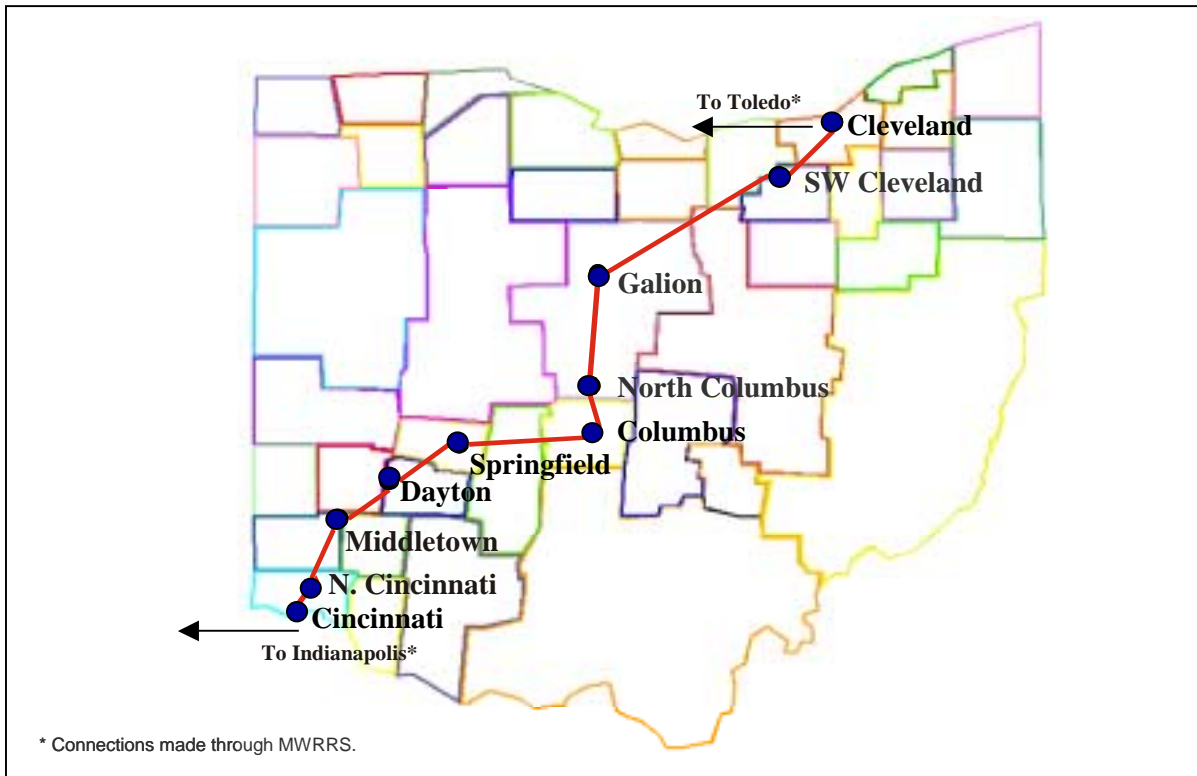 To Toledo*
Cleveland
SW Cleveland
Galion
North Columbus
Columbus
Springfield
Dayton
Middletown
N. Cincinnati
Cincinnati
To Indianapolis*
* Connections made through MWRRS.